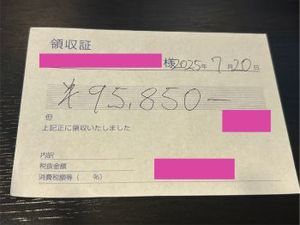 領収証
様 2025年 7月20日
¥95,850-
但
上記正に領収いたしました
内訳
税抜金額
消費税額等（ %）